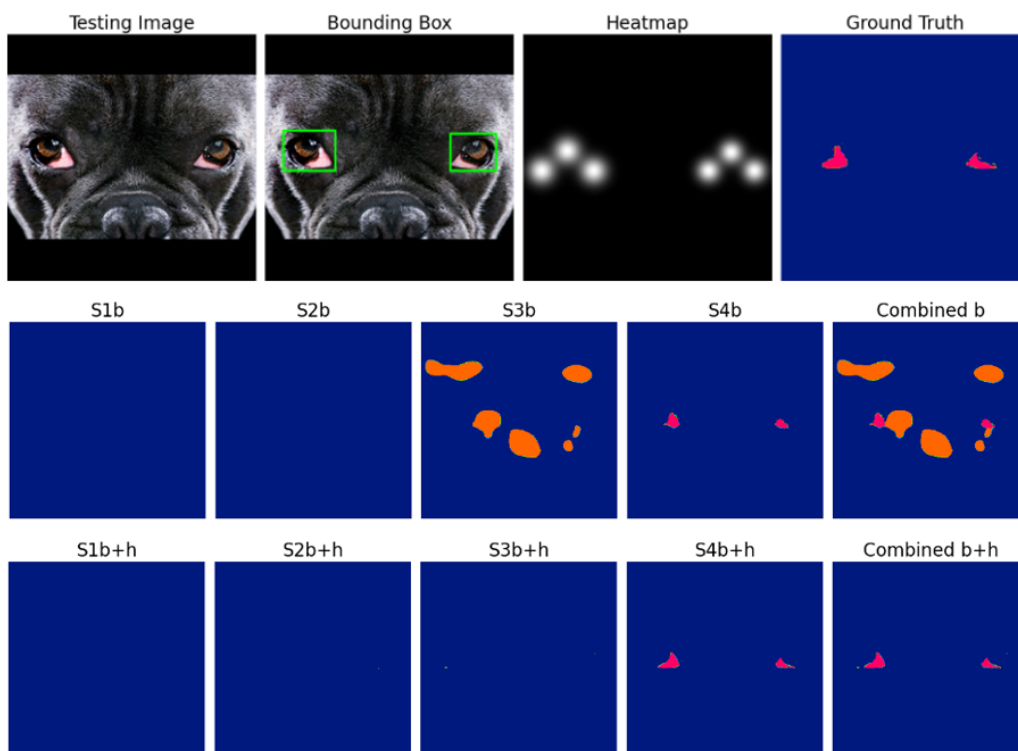 Testing Image
Bounding Box
Heatmap
Ground Truth
S1b
S2b
S3b
S4b
Combined b
S1b+h
S2b+h
S3b+h
S4b+h
Combined b+h